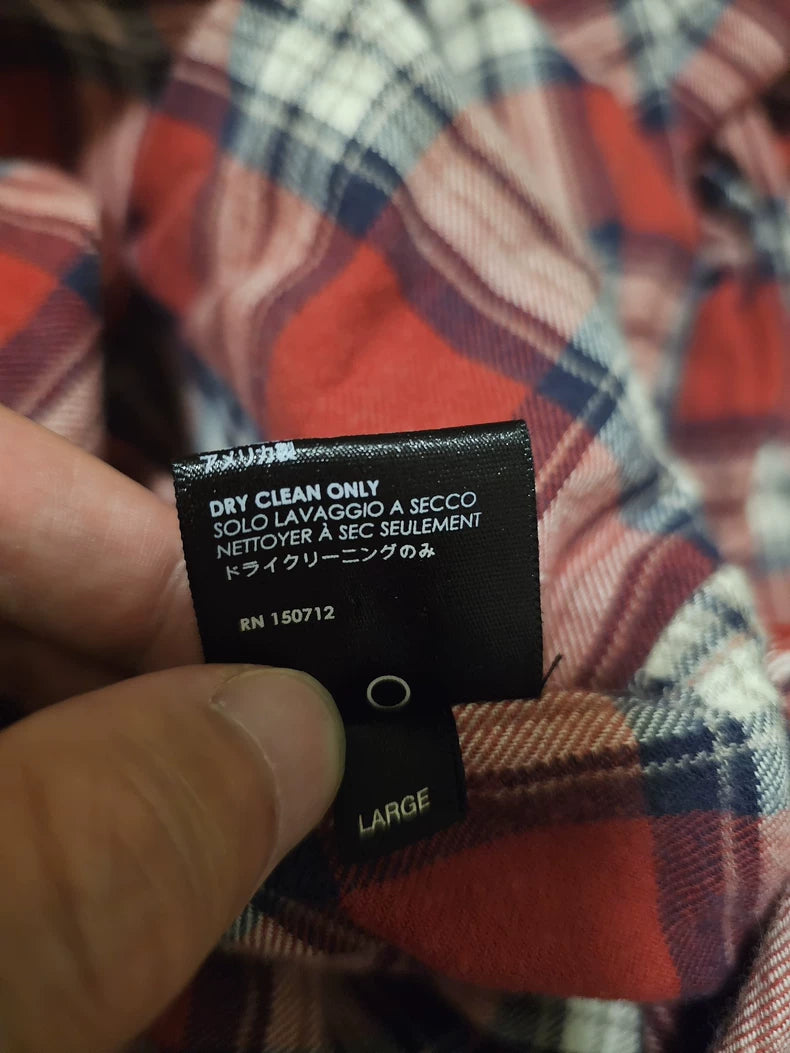 アメリカ製
DRY CLEAN ONLY
SOLO LAVAGGIO A SECCO
NETTOYER À SEC SEULEMENT
ドライクリーニングのみ
RN 150712
LARGE